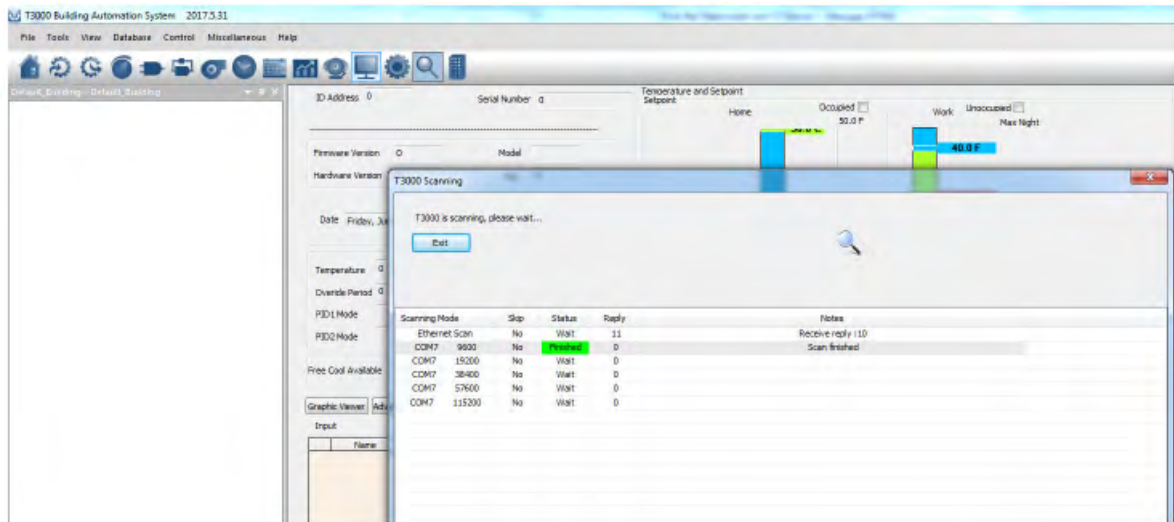 T3000 Building Automation System 2017.5.31
File Tools View Database Control Miscellaneous Help
ID Address 0
Serial Number 0
Temperature and Setpoint
Setpoint
Home
Occupied
50.0 F
Work
Unoccupied
Max Night
40.0 F
Firmware Version 0
Model
Hardware Version
Date Friday,
Temperature 0
Override Period 0
PID1 Mode
PID2 Mode
Free Cool Available
Graphic Viewer
Input
Name
T3000 Scanning
T3000 is scanning, please wait...
Exit
Scanning Mode Skip Status Reply Notes
Ethernet Scan No Wait 11 Receive reply :10
COM7 9600 No Finished 0 Scan finished
COM7 19200 No Wait 0
COM7 38400 No Wait 0
COM7 57600 No Wait 0
COM7 115200 No Wait 0